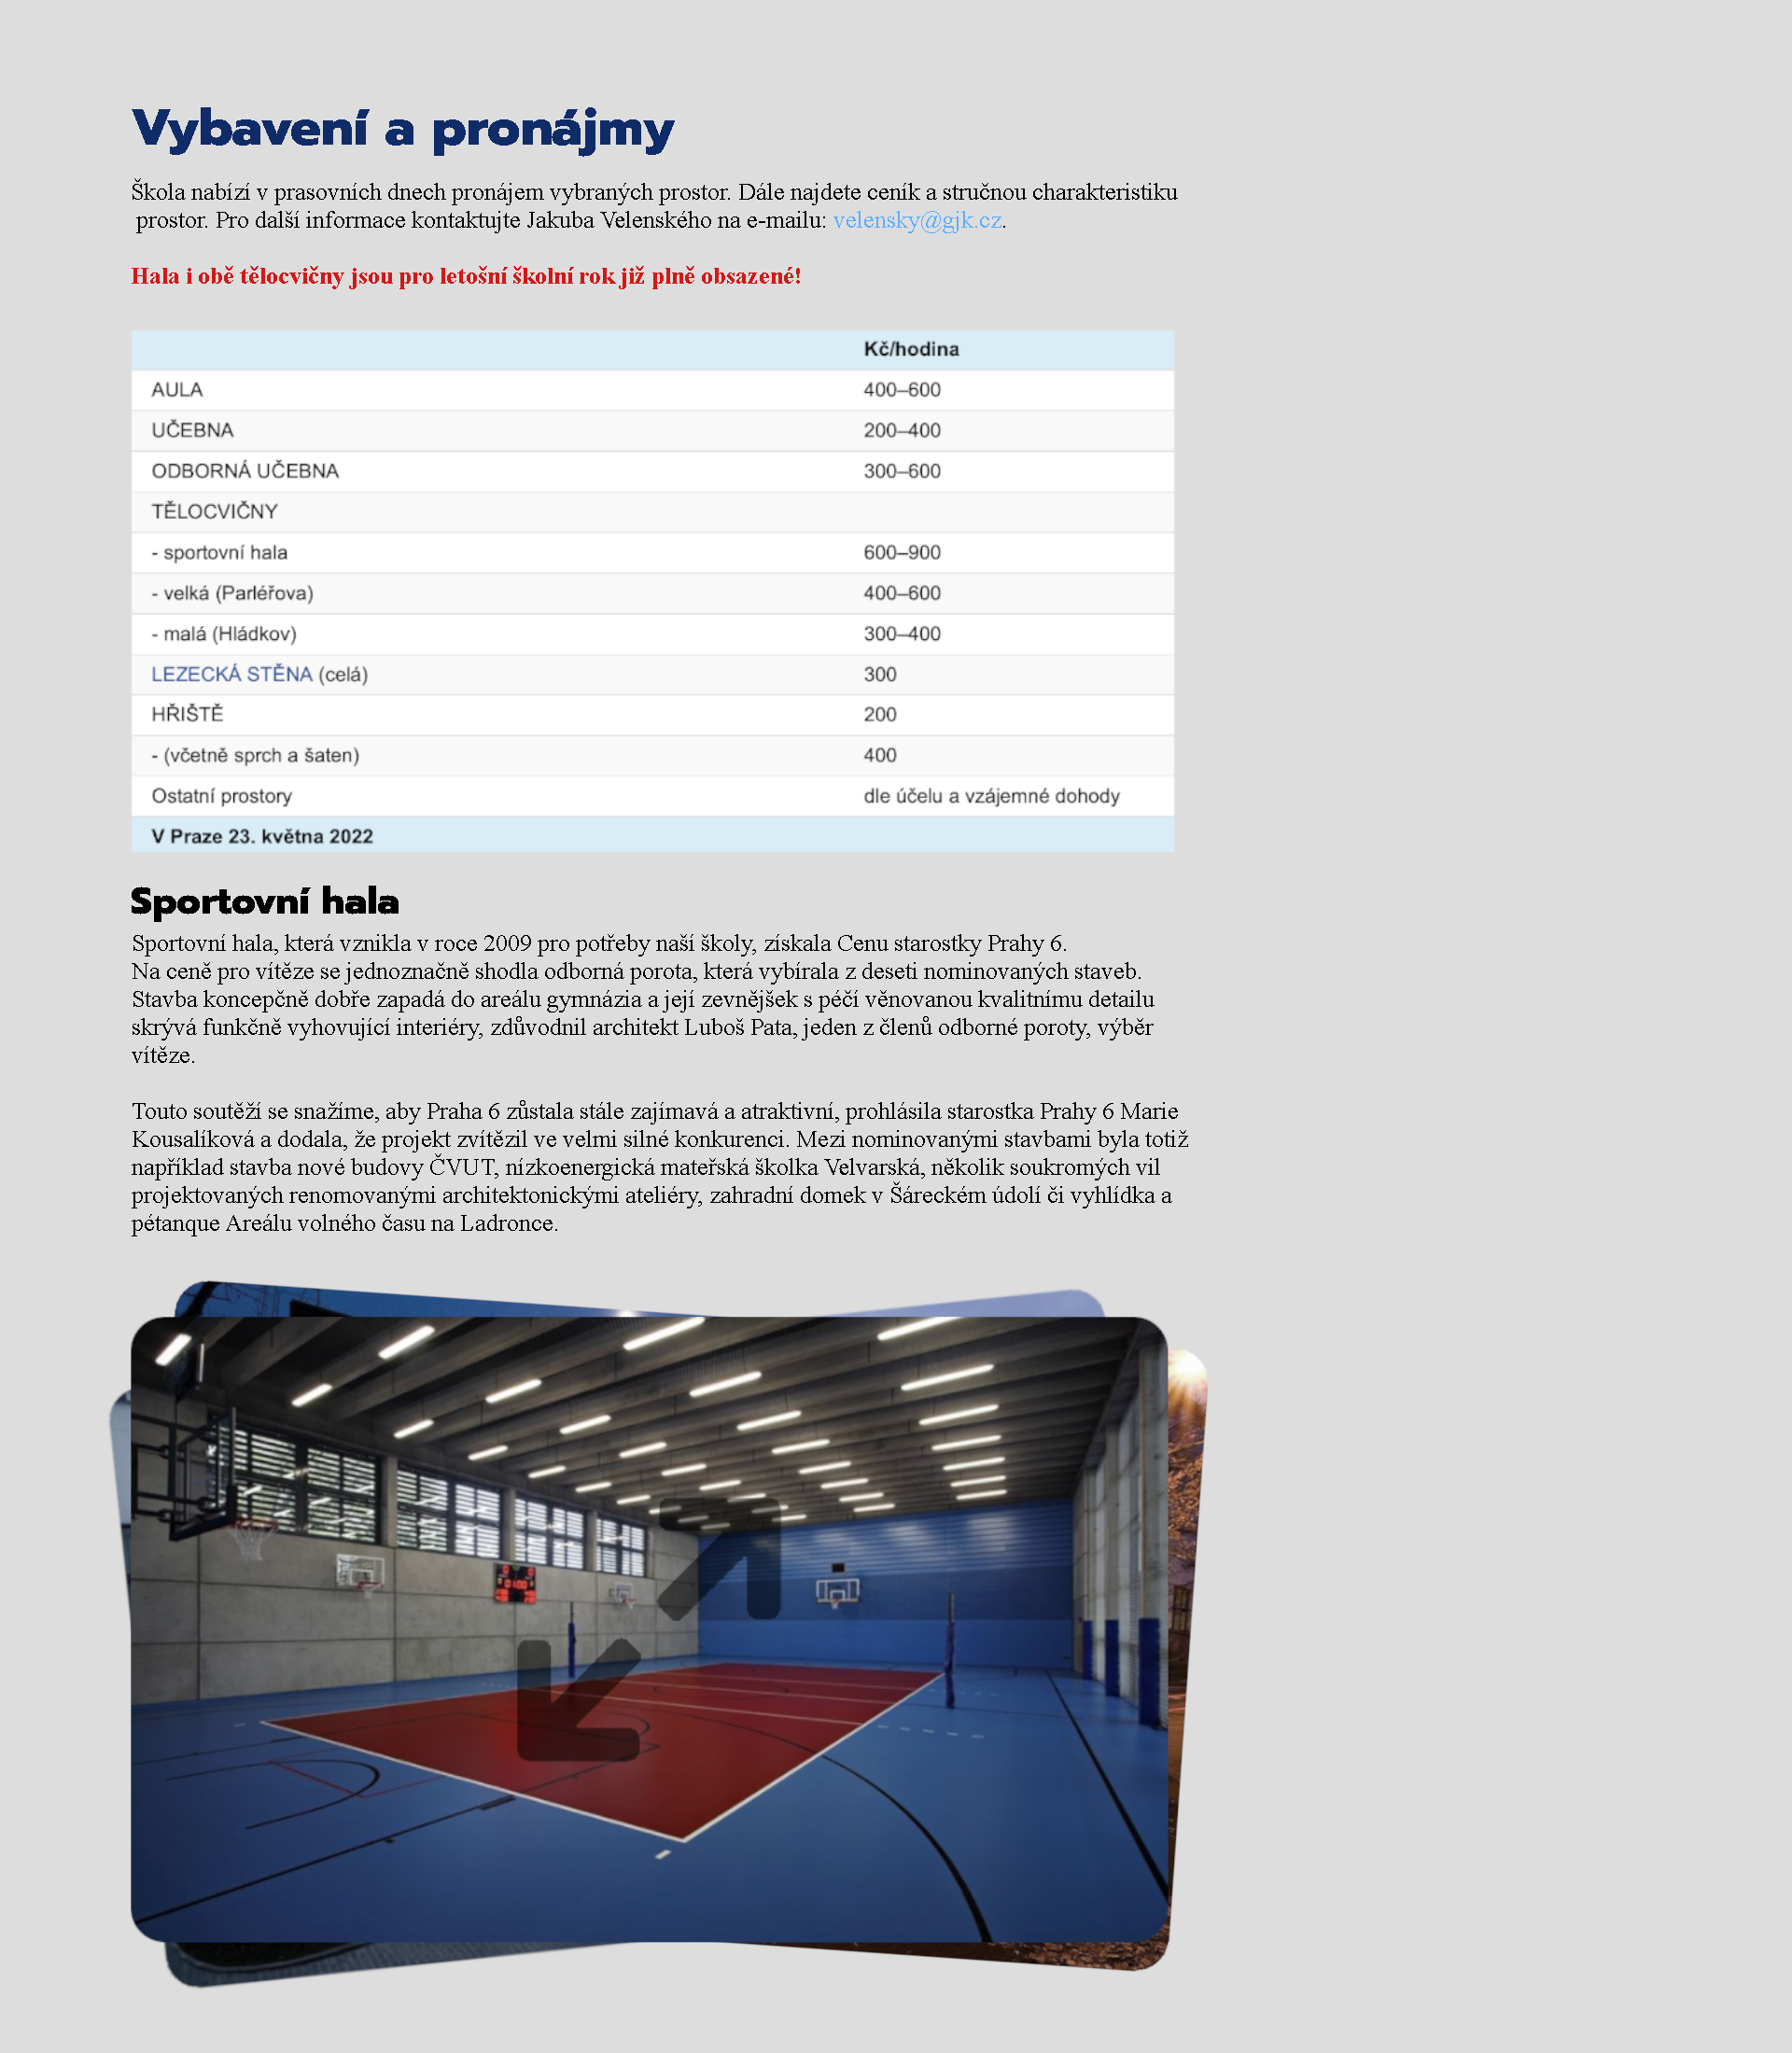 Vybavení a pronájmy
Škola nabízí v prasovních dnech pronájem vybraných prostor. Dále najdete ceník a stručnou charakteristiku
prostor. Pro další informace kontaktujte Jakuba Velenského na e-mailu: velensky@gjk.cz.
Hala i obě tělocvičny jsou pro letošní školní rok již plně obsazené!
Kč/hodina
AULA 400–600
UČEBNA 200–400
ODBORNÁ UČEBNA 300–600
TĚLOCVIČNY
- sportovní hala 600–900
- velká (Parléřova) 400–600
- malá (Hládkov) 300–400
LEZECKÁ STĚNA (celá) 300
HŘIŠTĚ 200
- (včetně sprch a šaten) 400
Ostatní prostory dle účelu a vzájemné dohody
V Praze 23. května 2022
Sportovní hala
Sportovní hala, která vznikla v roce 2009 pro potřeby naší školy, získala Cenu starostky Prahy 6.
Na ceně pro vítěze se jednoznačně shodla odborná porota, která vybírala z deseti nominovaných staveb.
Stavba koncepčně dobře zapadá do areálu gymnázia a její zevnějšek s péčí věnovanou kvalitnímu detailu
skrývá funkčně vyhovující interiéry, zdůvodnil architekt Luboš Pata, jeden z členů odborné poroty, výběr
vítěze.
Touto soutěží se snažíme, aby Praha 6 zůstala stále zajímavá a atraktivní, prohlásila starostka Prahy 6 Marie
Kousalíková a dodala, že projekt zvítězil ve velmi silné konkurenci. Mezi nominovanými stavbami byla totiž
například stavba nové budovy ČVUT, nízkoenergická mateřská školka Velvarská, několik soukromých vil
projektovaných renomovanými architektonickými ateliéry, zahradní domek v Šáreckém údolí či vyhlídka a
pétanque Areálu volného času na Ladronce.